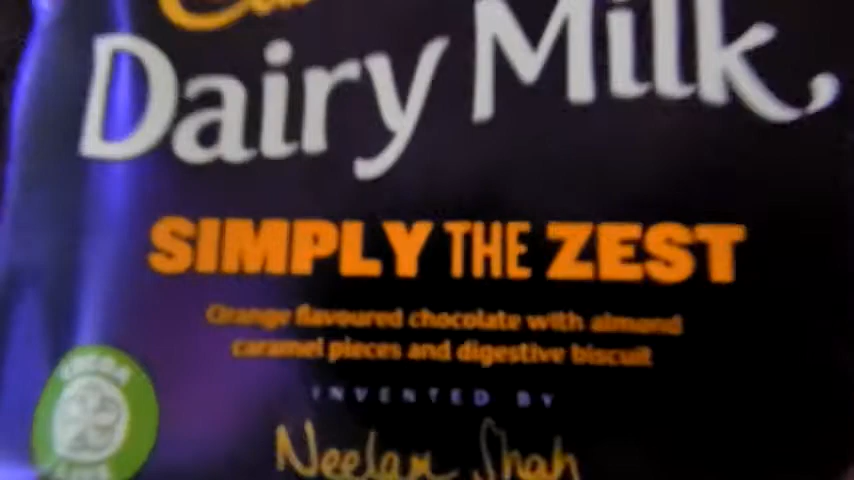 Dairy Milk
SIMPLY THE ZEST
Orange flavoured chocolate with almond
caramel pieces and digestive biscuit
INVENTED BY
Neelam Shah
COCOA